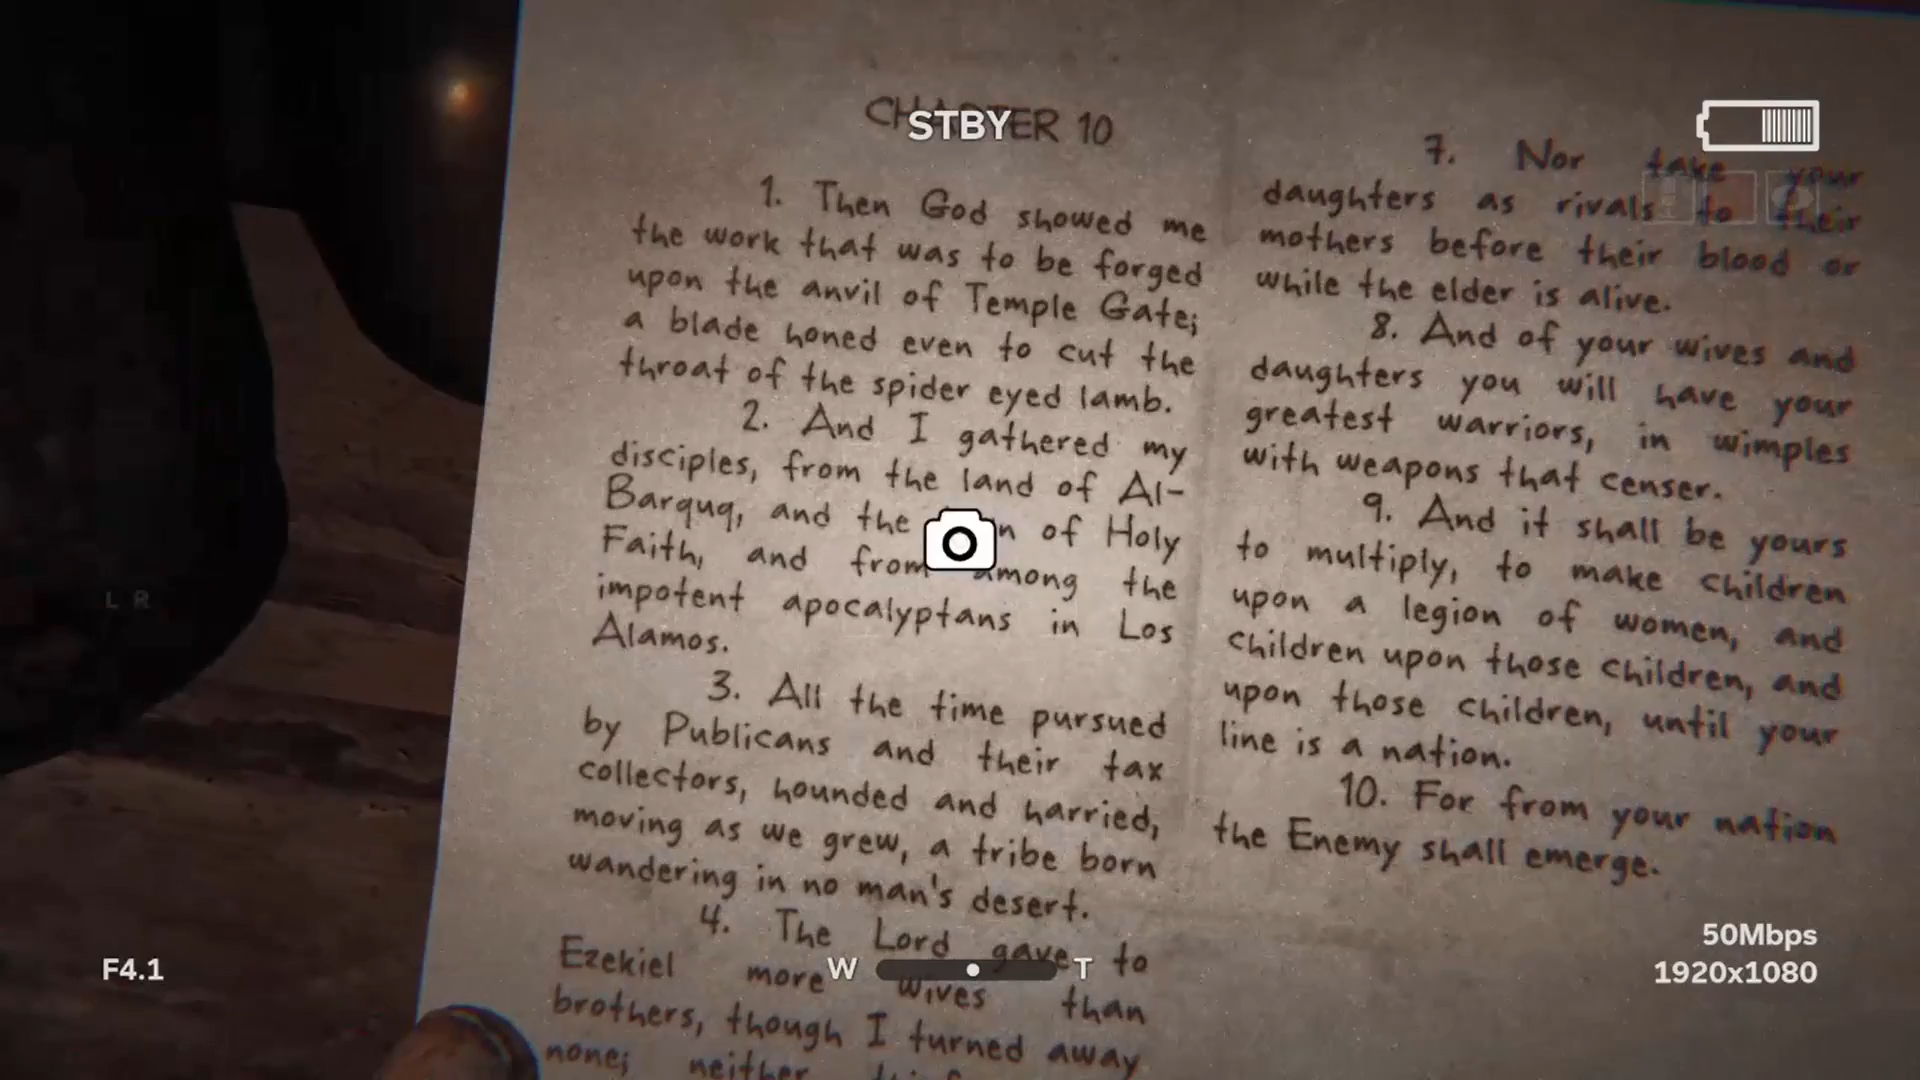 CHAPTER 10
STBY
1. Then God showed me
the work that was to be forged
upon the anvil of Temple Gate;
a blade honed even to cut the
throat of the spider eyed lamb.
2. And I gathered my
disciples, from the land of Al-
Barquq, and the of Holy
Faith, and from among the
impotent apocalyptans in Los
Alamos.
3. All the time pursued
by Publicans and their tax
collectors, hounded and harried,
moving as we grew, a tribe born
wandering in no man's desert.
4. The Lord gave to
Ezekiel more wives than
brothers, though I turned away
none; neither
7. Nor take your
daughters as rivals to their
mothers before their blood or
while the elder is alive.
8. And of your wives and
daughters you will have your
greatest warriors, in wimples
with weapons that censer.
9. And it shall be yours
to multiply, to make children
upon a legion of women, and
children upon those children, and
upon those children, until your
line is a nation.
10. For from your nation
the Enemy shall emerge.
L R
F4.1
W T
50Mbps
1920x1080